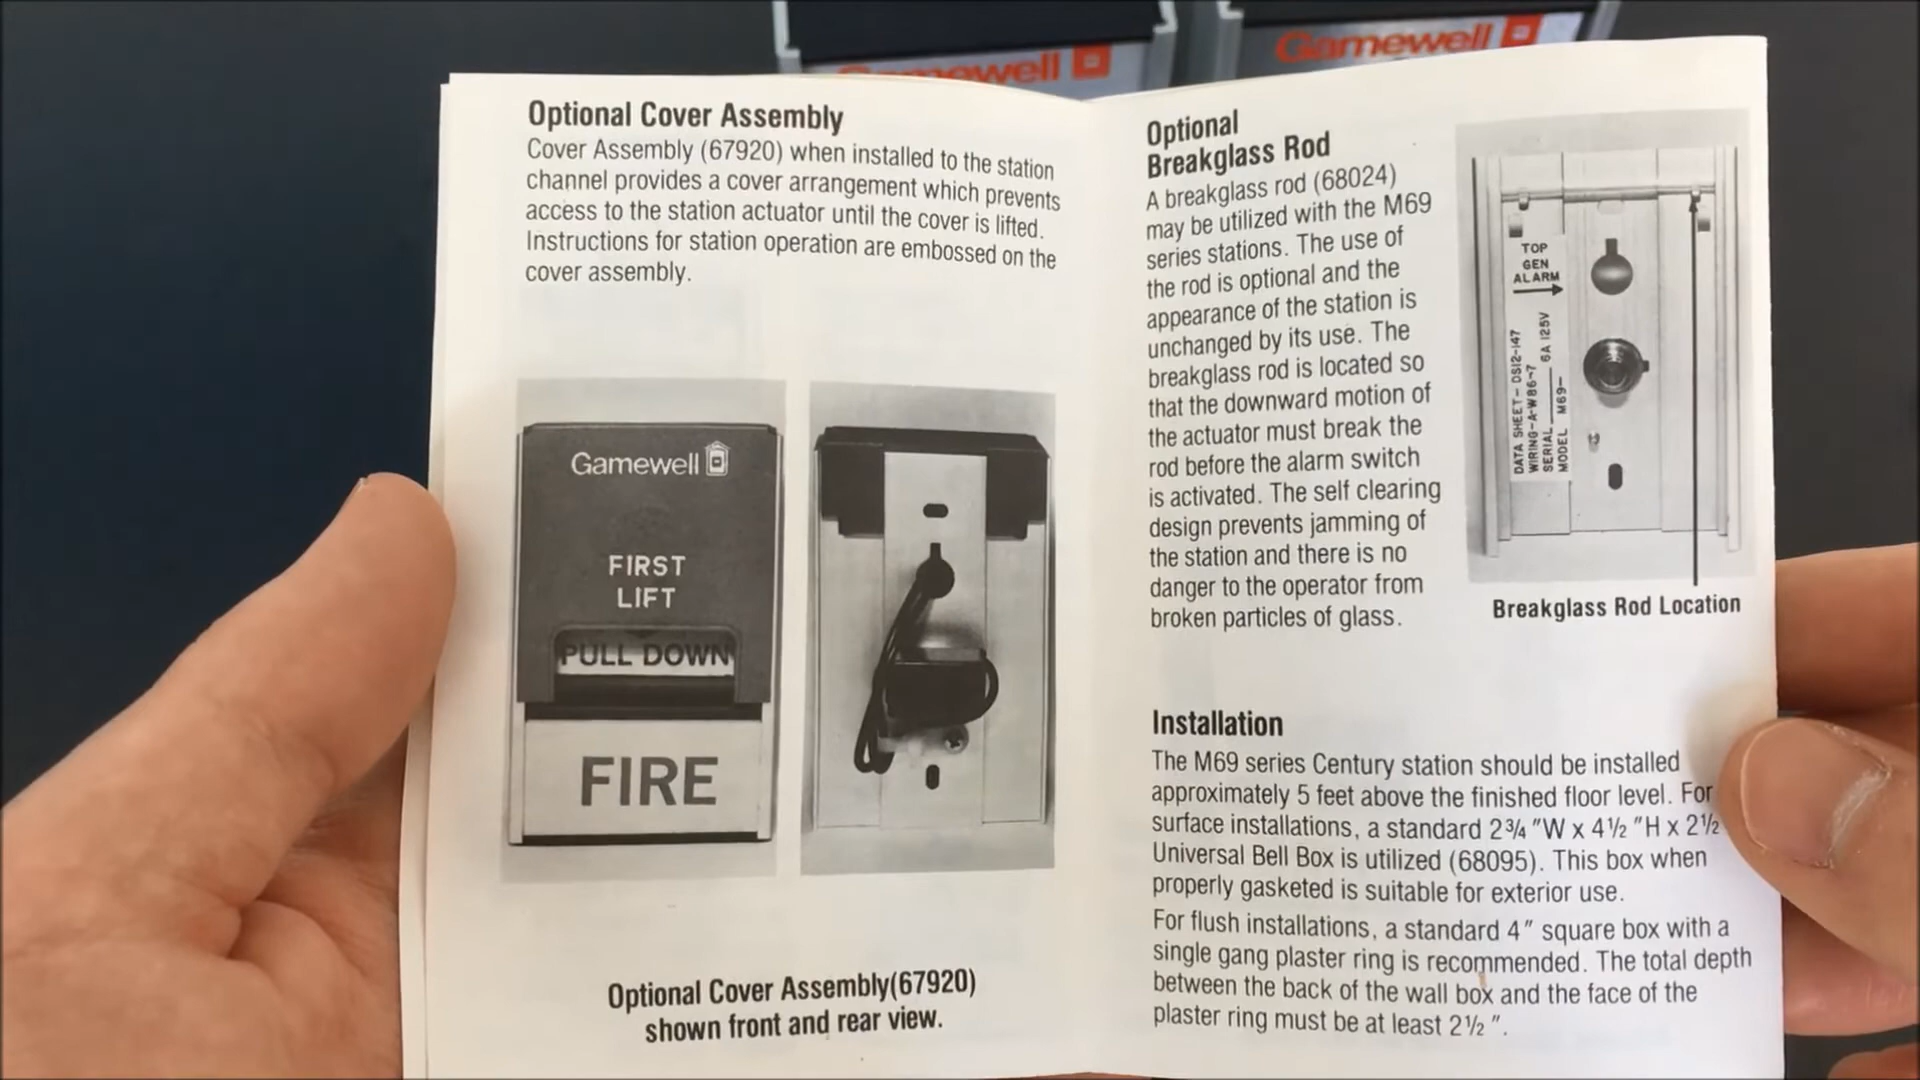 Gamewell
Gamewell
Optional Cover Assembly
Cover Assembly (67920) when installed to the station
channel provides a cover arrangement which prevents
access to the station actuator until the cover is lifted.
Instructions for station operation are embossed on the
cover assembly.
Gamewell
FIRST
LIFT
PULL DOWN
FIRE
Optional Cover Assembly(67920)
shown front and rear view.
Optional
Breakglass Rod
A breakglass rod (68024)
may be utilized with the M69
series stations. The use of
the rod is optional and the
appearance of the station is
unchanged by its use. The
breakglass rod is located so
that the downward motion of
the actuator must break the
rod before the alarm switch
is activated. The self clearing
design prevents jamming of
the station and there is no
danger to the operator from
broken particles of glass.
TOP
GEN
ALARM
DATA SHEET-DS12-147
WIRING-A-W86-7
SERIAL 6A 125V
MODEL M69-
Breakglass Rod Location
Installation
The M69 series Century station should be installed
approximately 5 feet above the finished floor level. For
surface installations, a standard 2¾ "W x 4½ "H x 2½
Universal Bell Box is utilized (68095). This box when
properly gasketed is suitable for exterior use.
For flush installations, a standard 4" square box with a
single gang plaster ring is recommended. The total depth
between the back of the wall box and the face of the
plaster ring must be at least 2½ ".